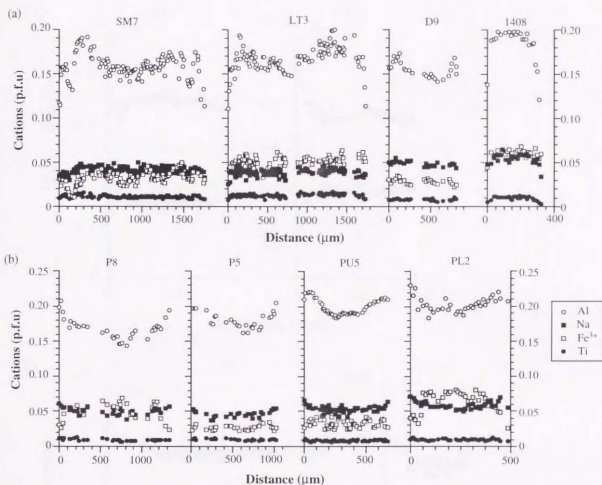 (a)
SM7 LT3 D9 1408
0.20 0.20
0.15 0.15
0.10 0.10
0.05 0.05
0 0
Cations (p.f.u)
0 500 1000 1500 0 500 1000 1500 0 500 0 400
Distance (μm)
(b)
P8 P5 PU5 PL2
0.25 0.25
0.20 0.20
0.15 0.15
0.10 0.10
0.05 0.05
0 0
Cations (p.f.u)
0 500 1000 0 500 1000 0 500 0 500
Distance (μm)
Al
Na
Fe³⁺
Ti